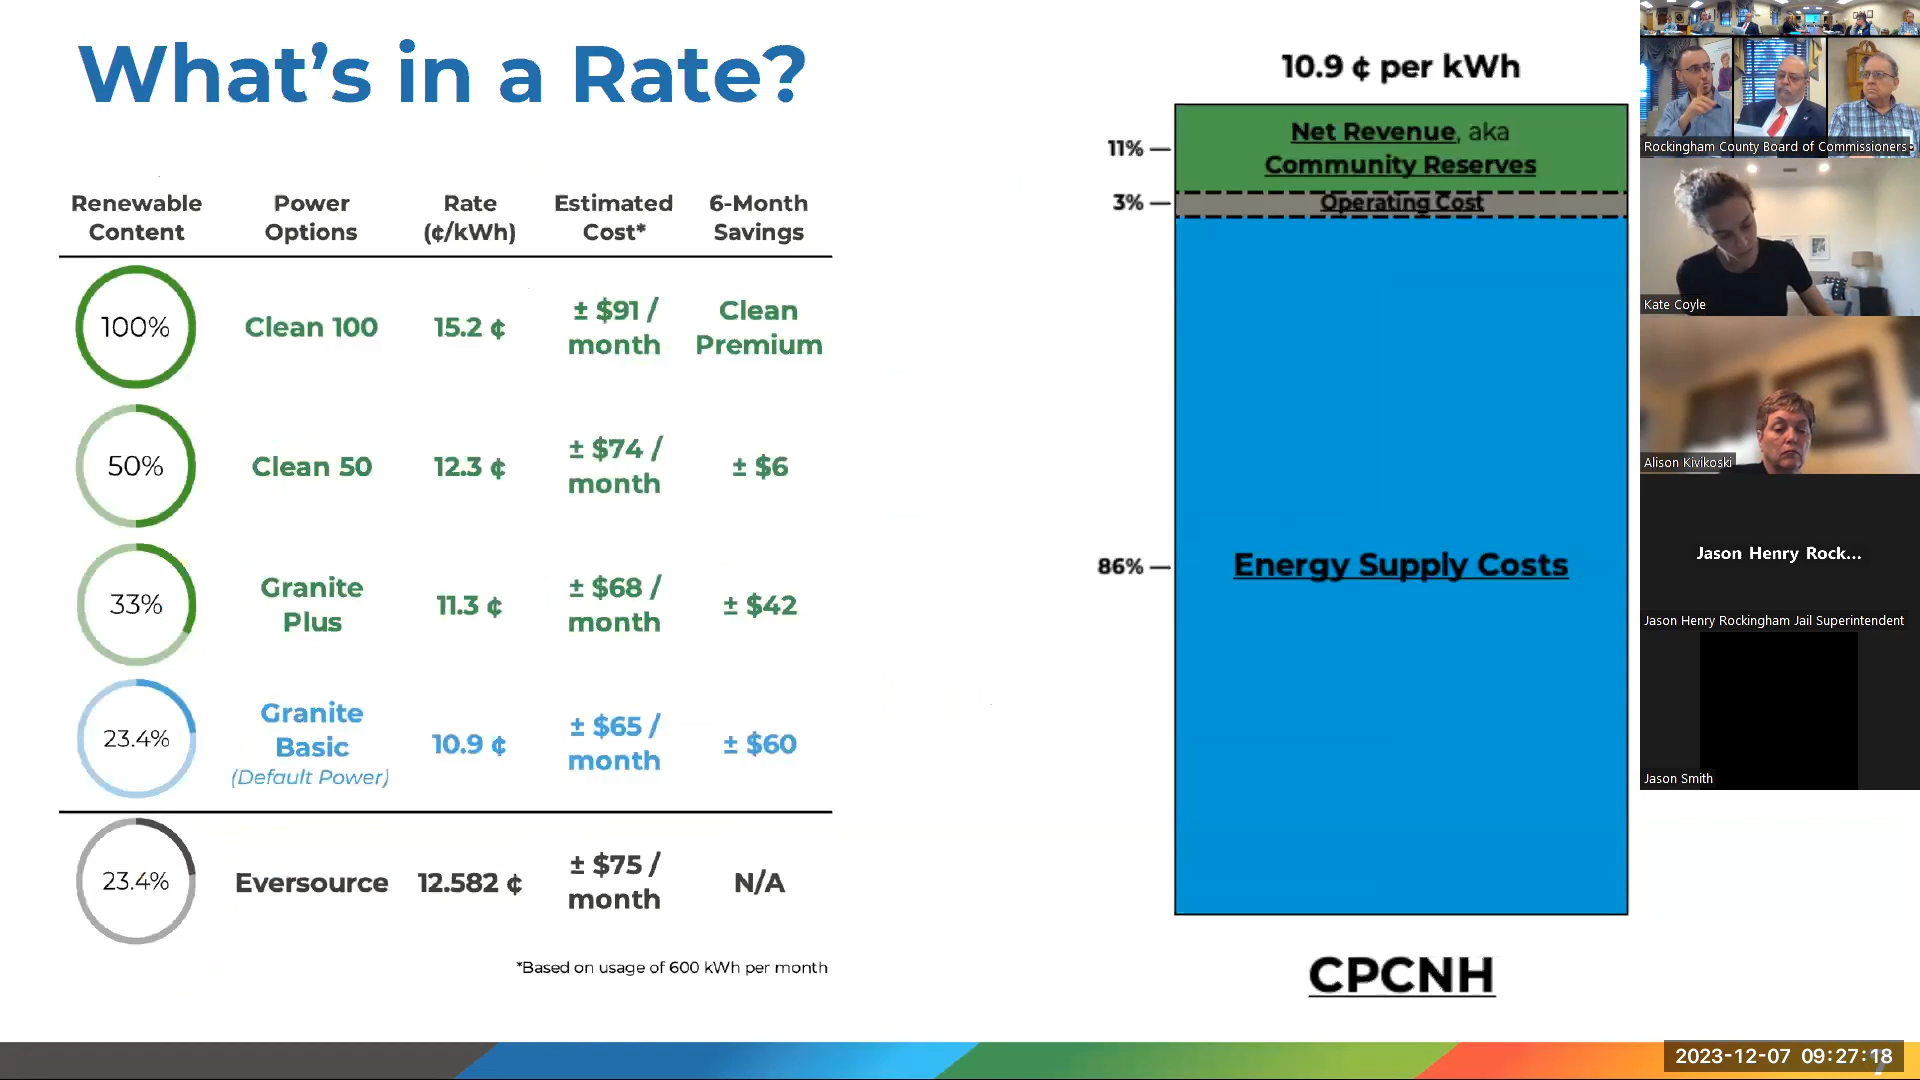 What's in a Rate?
Renewable Content
Power Options
Rate (¢/kWh)
Estimated Cost*
6-Month Savings
100%
Clean 100
15.2 ¢
± $91 / month
Clean Premium
50%
Clean 50
12.3 ¢
± $74 / month
± $6
33%
Granite Plus
11.3 ¢
± $68 / month
± $42
23.4%
Granite Basic
(Default Power)
10.9 ¢
± $65 / month
± $60
23.4%
Eversource
12.582 ¢
± $75 / month
N/A
*Based on usage of 600 kWh per month
10.9 ¢ per kWh
11%
Net Revenue, aka
Community Reserves
3%
Operating Cost
86%
Energy Supply Costs
CPCNH
Rockingham County Board of Commissioners
Kate Coyle
Alison Kivikoski
Jason Henry Rock...
Jason Henry Rockingham Jail Superintendent
Jason Smith
2023-12-07 09:27:18